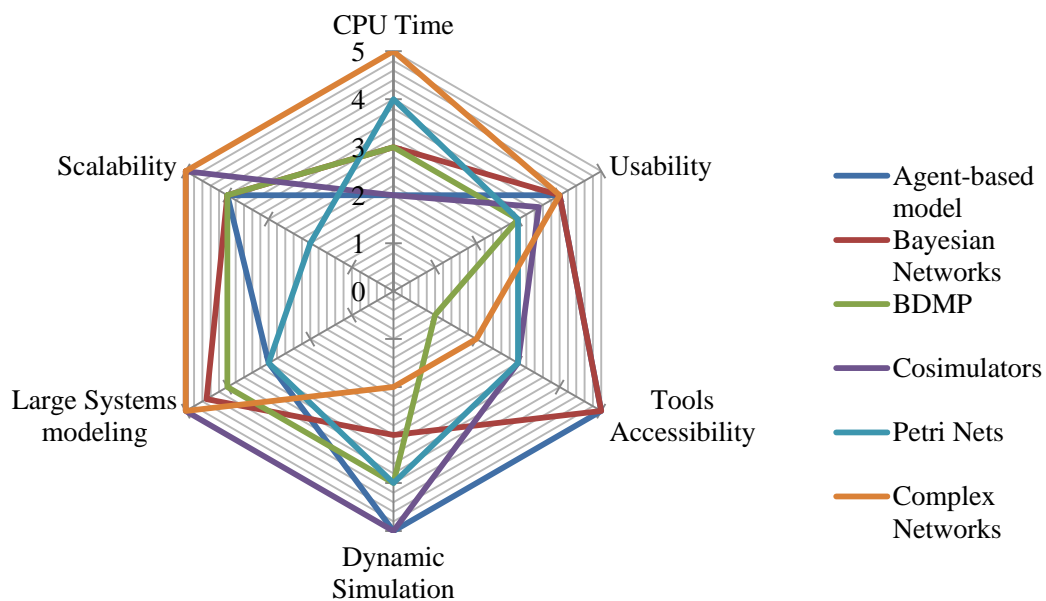 CPU Time
5
4
3
2
1
0
Scalability
Usability
Large Systems
modeling
Tools
Accessibility
Dynamic
Simulation
Agent-based
model
Bayesian
Networks
BDMP
Cosimulators
Petri Nets
Complex
Networks